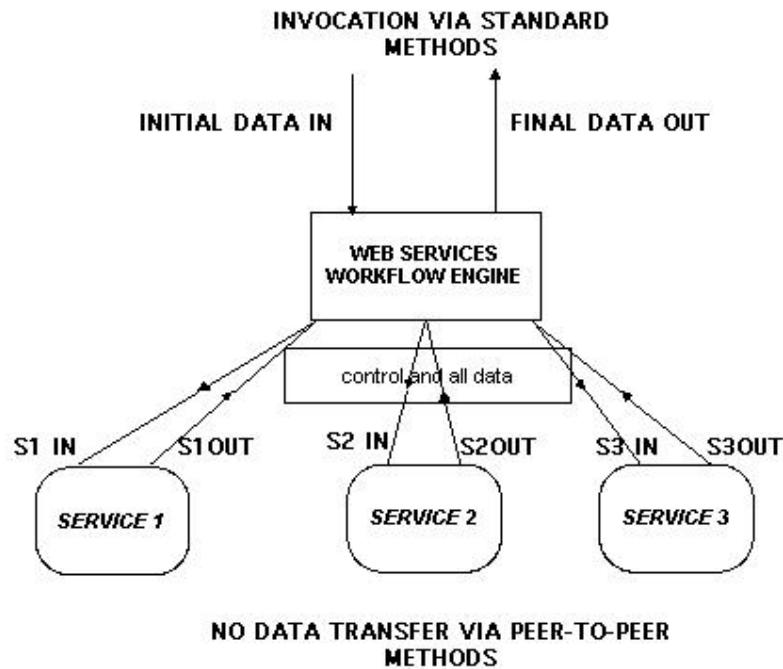 INVOCATION VIA STANDARD
METHODS
INITIAL DATA IN
FINAL DATA OUT
WEB SERVICES
WORKFLOW ENGINE
control and all data
S1 IN
S1OUT
S2 IN
S2OUT
S3 IN
S3OUT
SERVICE 1
SERVICE 2
SERVICE 3
NO DATA TRANSFER VIA PEER-TO-PEER
METHODS